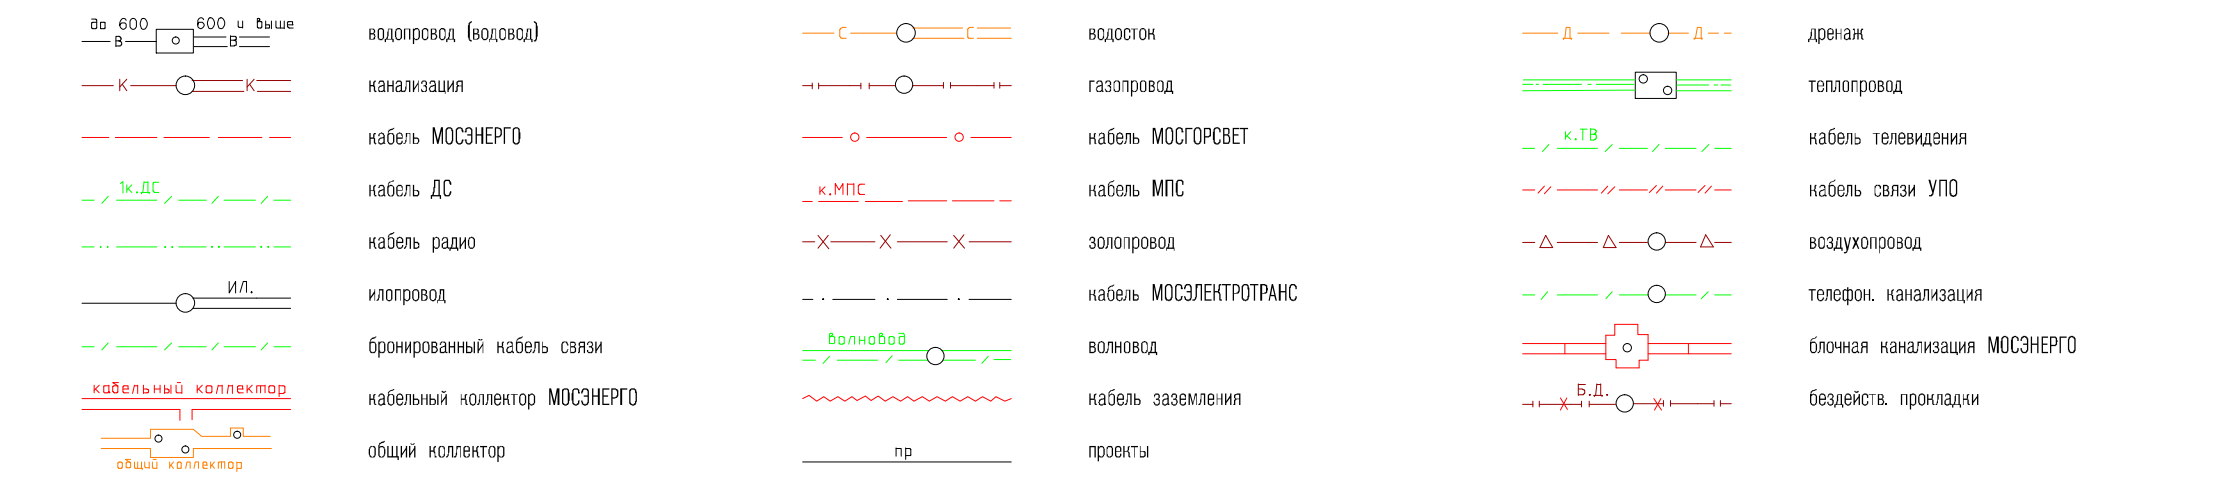 до 600 600 и выше
В В водопровод (водовод)
С С водосток
Д Д дренаж
К К канализация
газопровод
теплопровод
кабель МОСЭНЕРГО
кабель МОСГОРСВЕТ
к.ТВ кабель телевидения
1к.ДС кабель ДС
к.МПС кабель МПС
кабель связи УПО
кабель радио
золопровод
воздухопровод
ИЛ. илопровод
кабель МОСЭЛЕКТРОТРАНС
телефон. канализация
бронированный кабель связи
волновод волновод
блочная канализация МОСЭНЕРГО
кабельный коллектор кабельный коллектор МОСЭНЕРГО
кабель заземления
Б.Д. бездейств. прокладки
общий коллектор общий коллектор
пр проекты